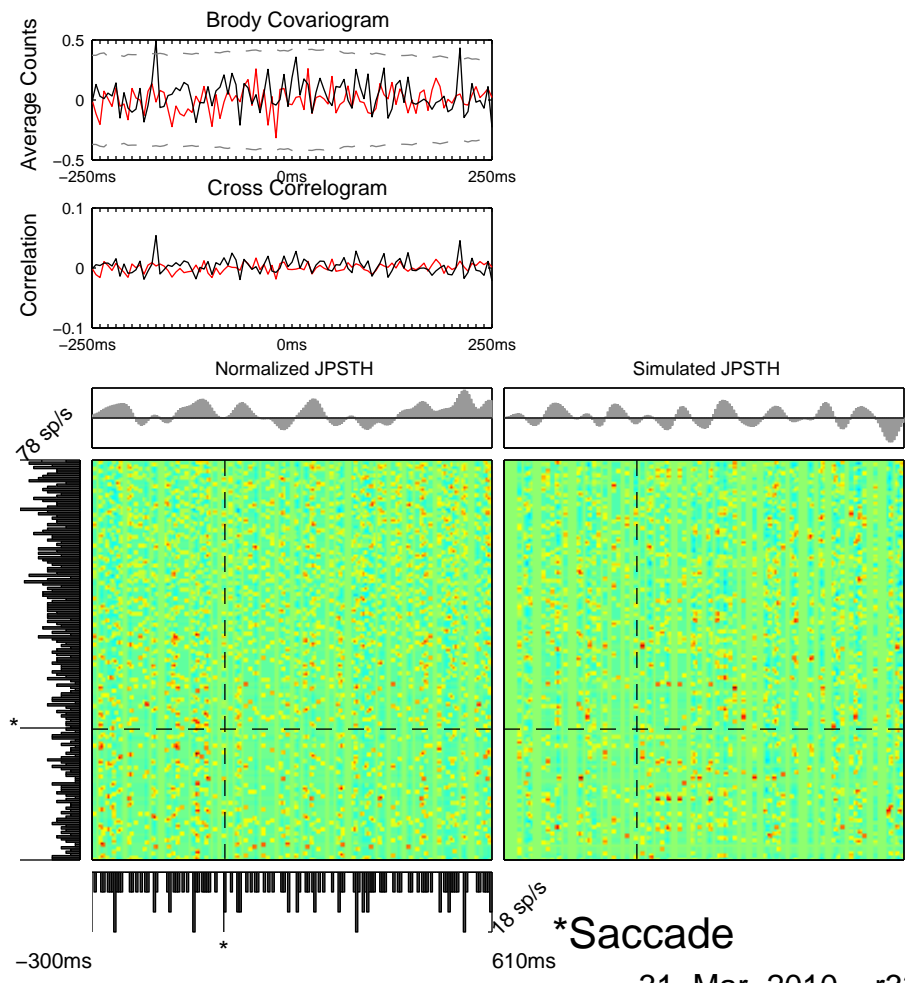 Brody Covariogram
Average Counts
0.5
0
−0.5
−250ms
0ms
250ms
Cross Correlogram
Correlation
0.1
0
−0.1
−250ms
0ms
250ms
Normalized JPSTH
Simulated JPSTH
78 sp/s
*
18 sp/s
*
*Saccade
−300ms
610ms